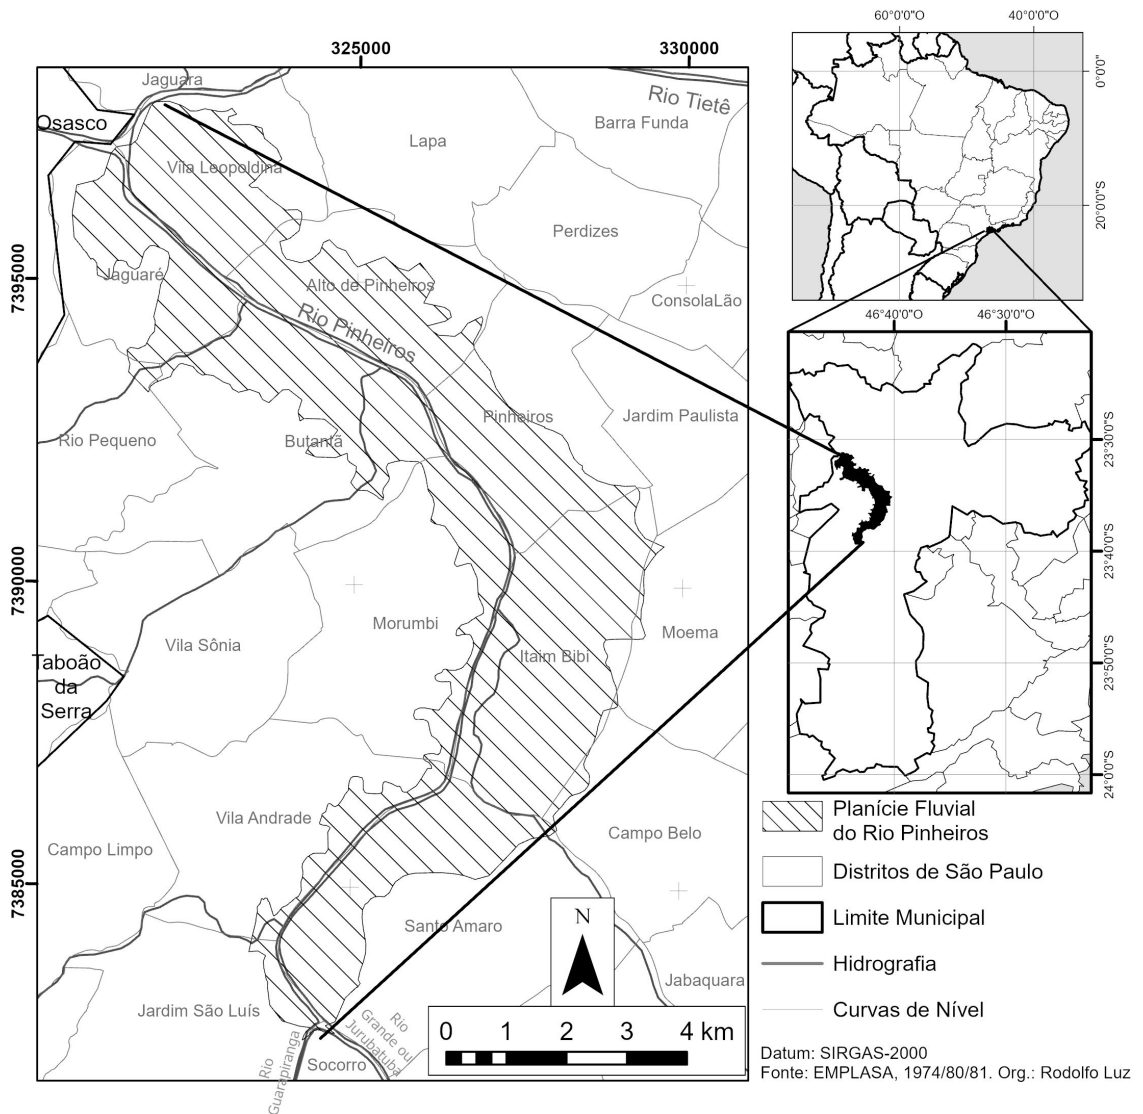 325000
330000
60°0'0"O
40°0'0"O
0°0'0"
20°0'0"S
Jaguara
Rio Tietê
Osasco
Barra Funda
Lapa
Vila Leopoldina
Perdizes
7395000
Jaguaré
Alto de Pinheiros
ConsolaLão
Rio Pinheiros
46°40'0"O
46°30'0"O
Pinheiros
Jardim Paulista
Rio Pequeno
Butantã
23°30'0"S
23°40'0"S
23°50'0"S
24°0'0"S
7390000
Morumbi
Moema
Vila Sônia
Itaim Bibi
Taboão
da
Serra
Vila Andrade
Campo Belo
Campo Limpo
7385000
Santo Amaro
Jabaquara
Jardim São Luís
Rio
Guarapiranga
Socorro
Rio
Grande ou
Jurubatuba
N
0 1 2 3 4 km
Planície Fluvial
do Rio Pinheiros
Distritos de São Paulo
Limite Municipal
Hidrografia
Curvas de Nível
Datum: SIRGAS-2000
Fonte: EMPLASA, 1974/80/81. Org.: Rodolfo Luz